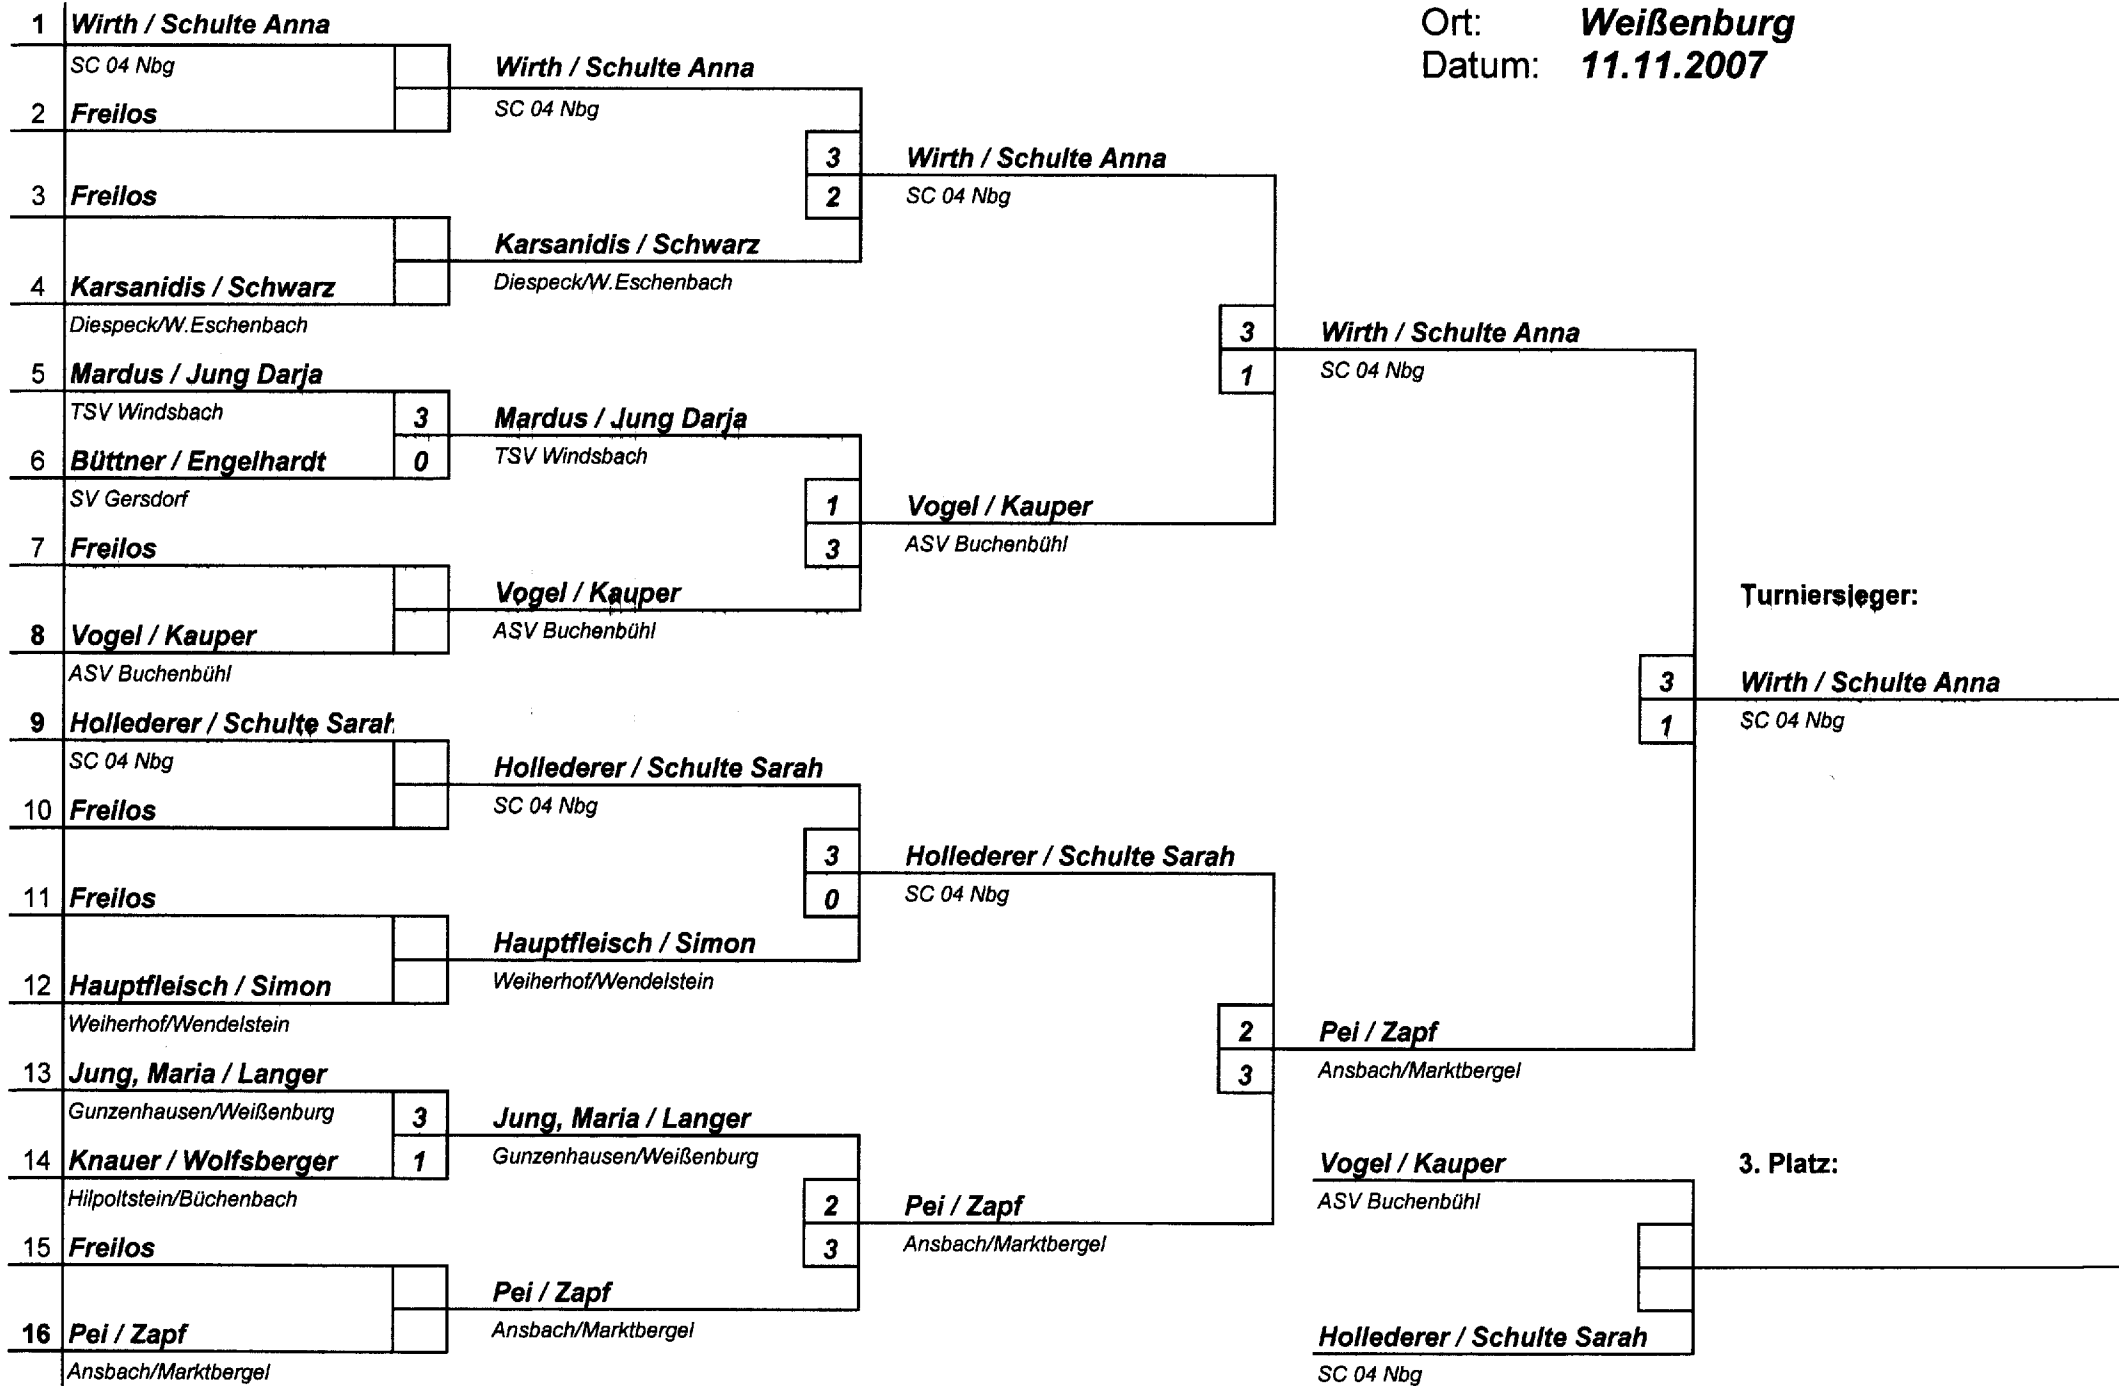 Ort: Weißenburg
Datum: 11.11.2007
1 Wirth / Schulte Anna
SC 04 Nbg
2 Freilos
3 Freilos
4 Karsanidis / Schwarz
Diespeck/W.Eschenbach
5 Mardus / Jung Darja
TSV Windsbach
3
6 Büttner / Engelhardt
0
SV Gersdorf
7 Freilos
8 Vogel / Kauper
ASV Buchenbühl
9 Hollederer / Schulte Sarah
SC 04 Nbg
10 Freilos
11 Freilos
12 Hauptfleisch / Simon
Weiherhof/Wendelstein
13 Jung, Maria / Langer
Gunzenhausen/Weißenburg
3
14 Knauer / Wolfsberger
1
Hilpoltstein/Büchenbach
15 Freilos
16 Pei / Zapf
Ansbach/Marktbergel
Wirth / Schulte Anna
SC 04 Nbg
3
2
Karsanidis / Schwarz
Diespeck/W.Eschenbach
Mardus / Jung Darja
TSV Windsbach
1
3
Vogel / Kauper
ASV Buchenbühl
Hollederer / Schulte Sarah
SC 04 Nbg
3
0
Hauptfleisch / Simon
Weiherhof/Wendelstein
Jung, Maria / Langer
Gunzenhausen/Weißenburg
2
3
Pei / Zapf
Ansbach/Marktbergel
Wirth / Schulte Anna
SC 04 Nbg
3
1
Vogel / Kauper
ASV Buchenbühl
Hollederer / Schulte Sarah
SC 04 Nbg
2
3
Pei / Zapf
Ansbach/Marktbergel
Wirth / Schulte Anna
SC 04 Nbg
3
1
Pei / Zapf
Ansbach/Marktbergel
Turniersieger:
Wirth / Schulte Anna
SC 04 Nbg
3. Platz:
Vogel / Kauper
ASV Buchenbühl
Hollederer / Schulte Sarah
SC 04 Nbg